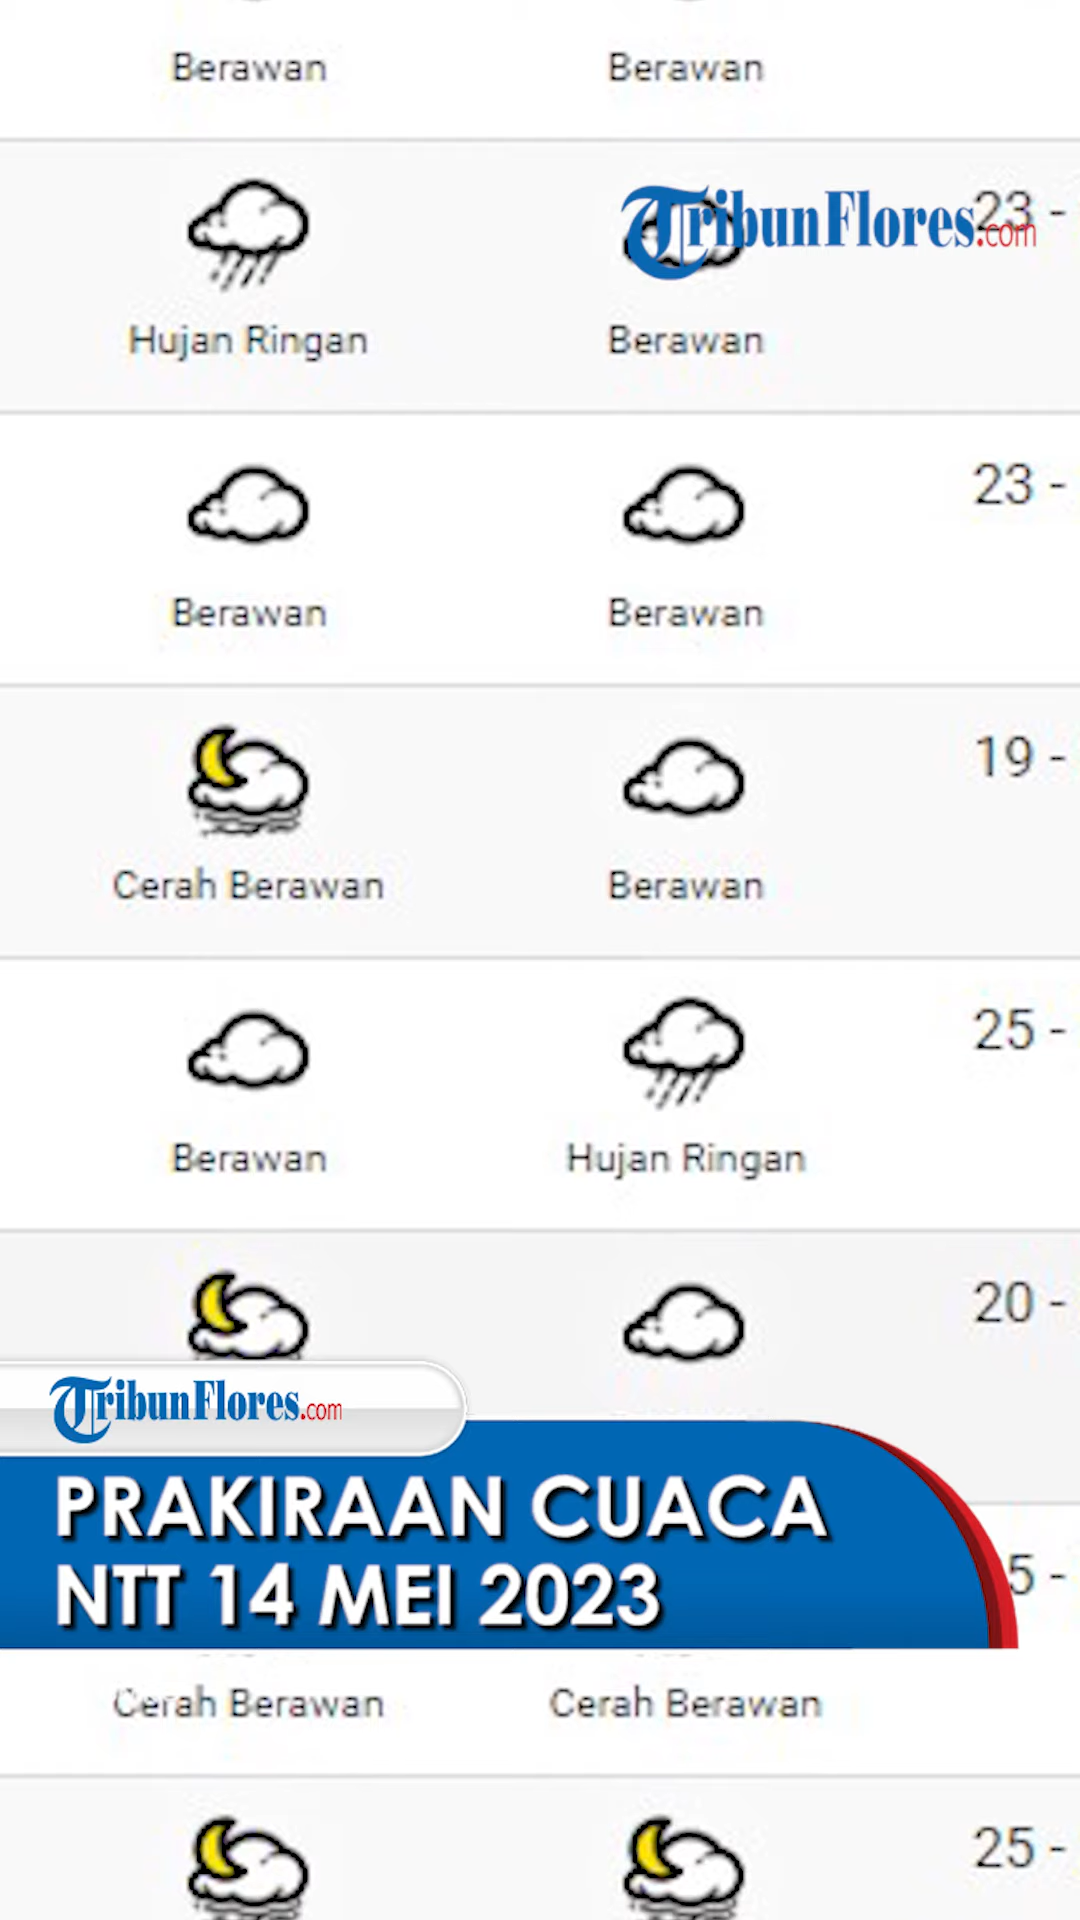 Berawan Berawan
TribunFlores.com 23 -
Hujan Ringan Berawan
23 -
Berawan Berawan
19 -
Cerah Berawan Berawan
25 -
Berawan Hujan Ringan
20 -
TribunFlores.com
PRAKIRAAN CUACA
NTT 14 MEI 2023
5 -
Cerah Berawan Cerah Berawan
25 -